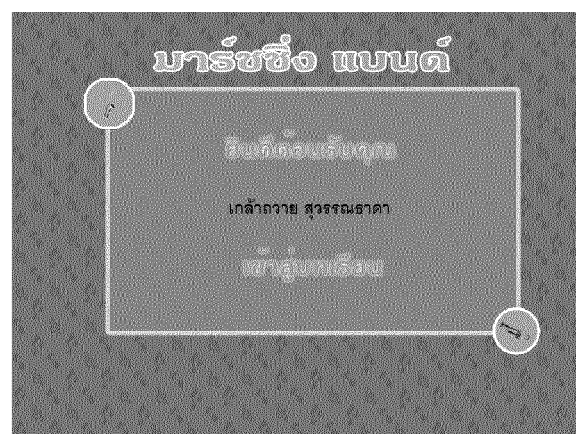 มาร์ชชิ่ง แบนด์
ยินดีต้อนรับคุณ
เกล้าถวาย สุวรรณธาดา
เข้าสู่บทเรียน